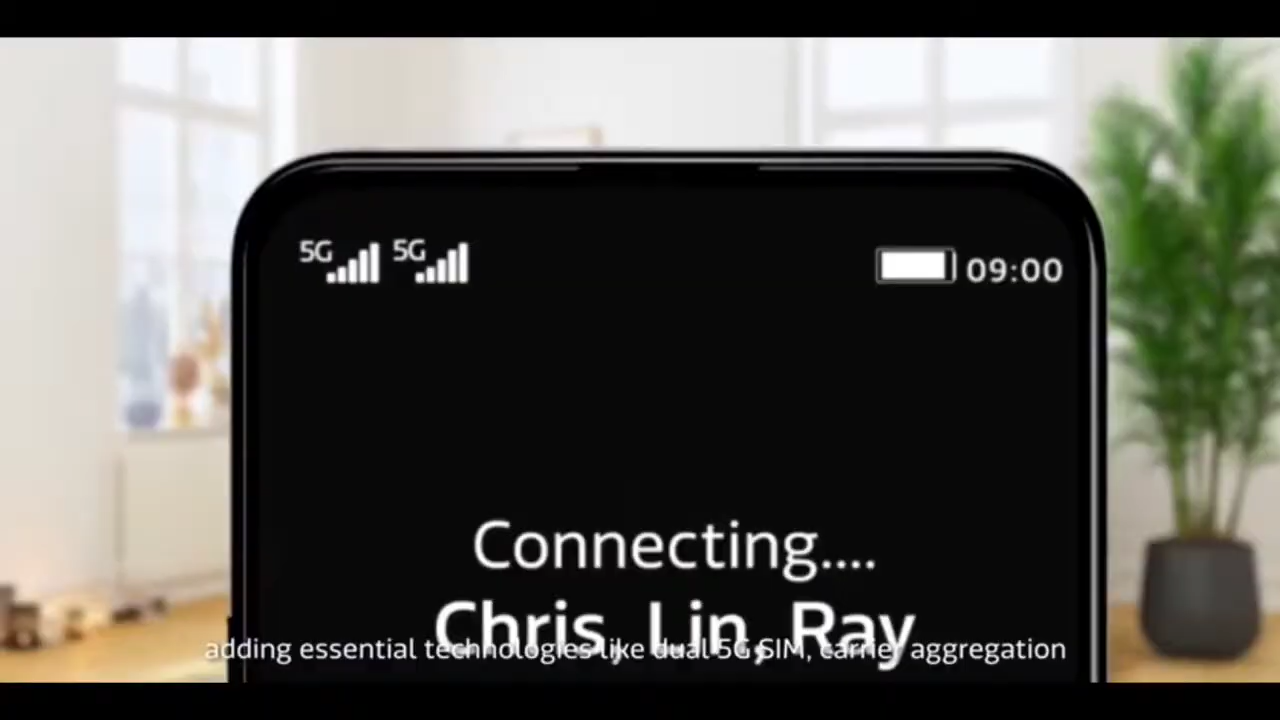 5G 5G 09:00
Connecting....
Chris, Lin, Ray
adding essential technologies like dual 5G SIM, carrier aggregation